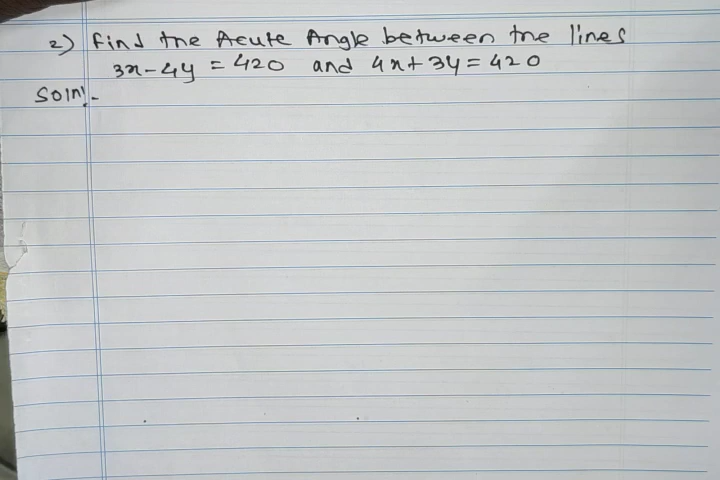 2) Find the Acute Angle between the lines
3x-4y = 420 and 4x+3y = 420
Soln:-